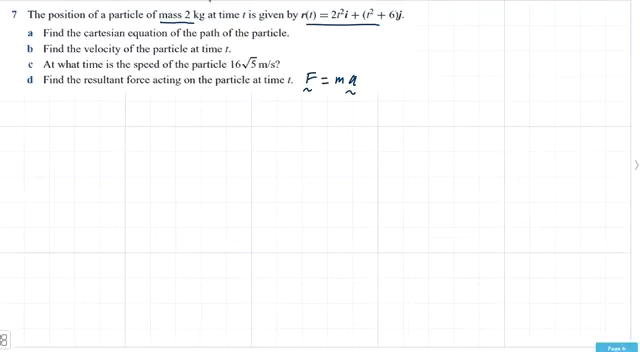 7 The position of a particle of mass 2 kg at time t is given by r(t) = 2t²i + (t² + 6)j.
a Find the cartesian equation of the path of the particle.
b Find the velocity of the particle at time t.
c At what time is the speed of the particle 16√5 m/s?
d Find the resultant force acting on the particle at time t. F = ma
Page 6